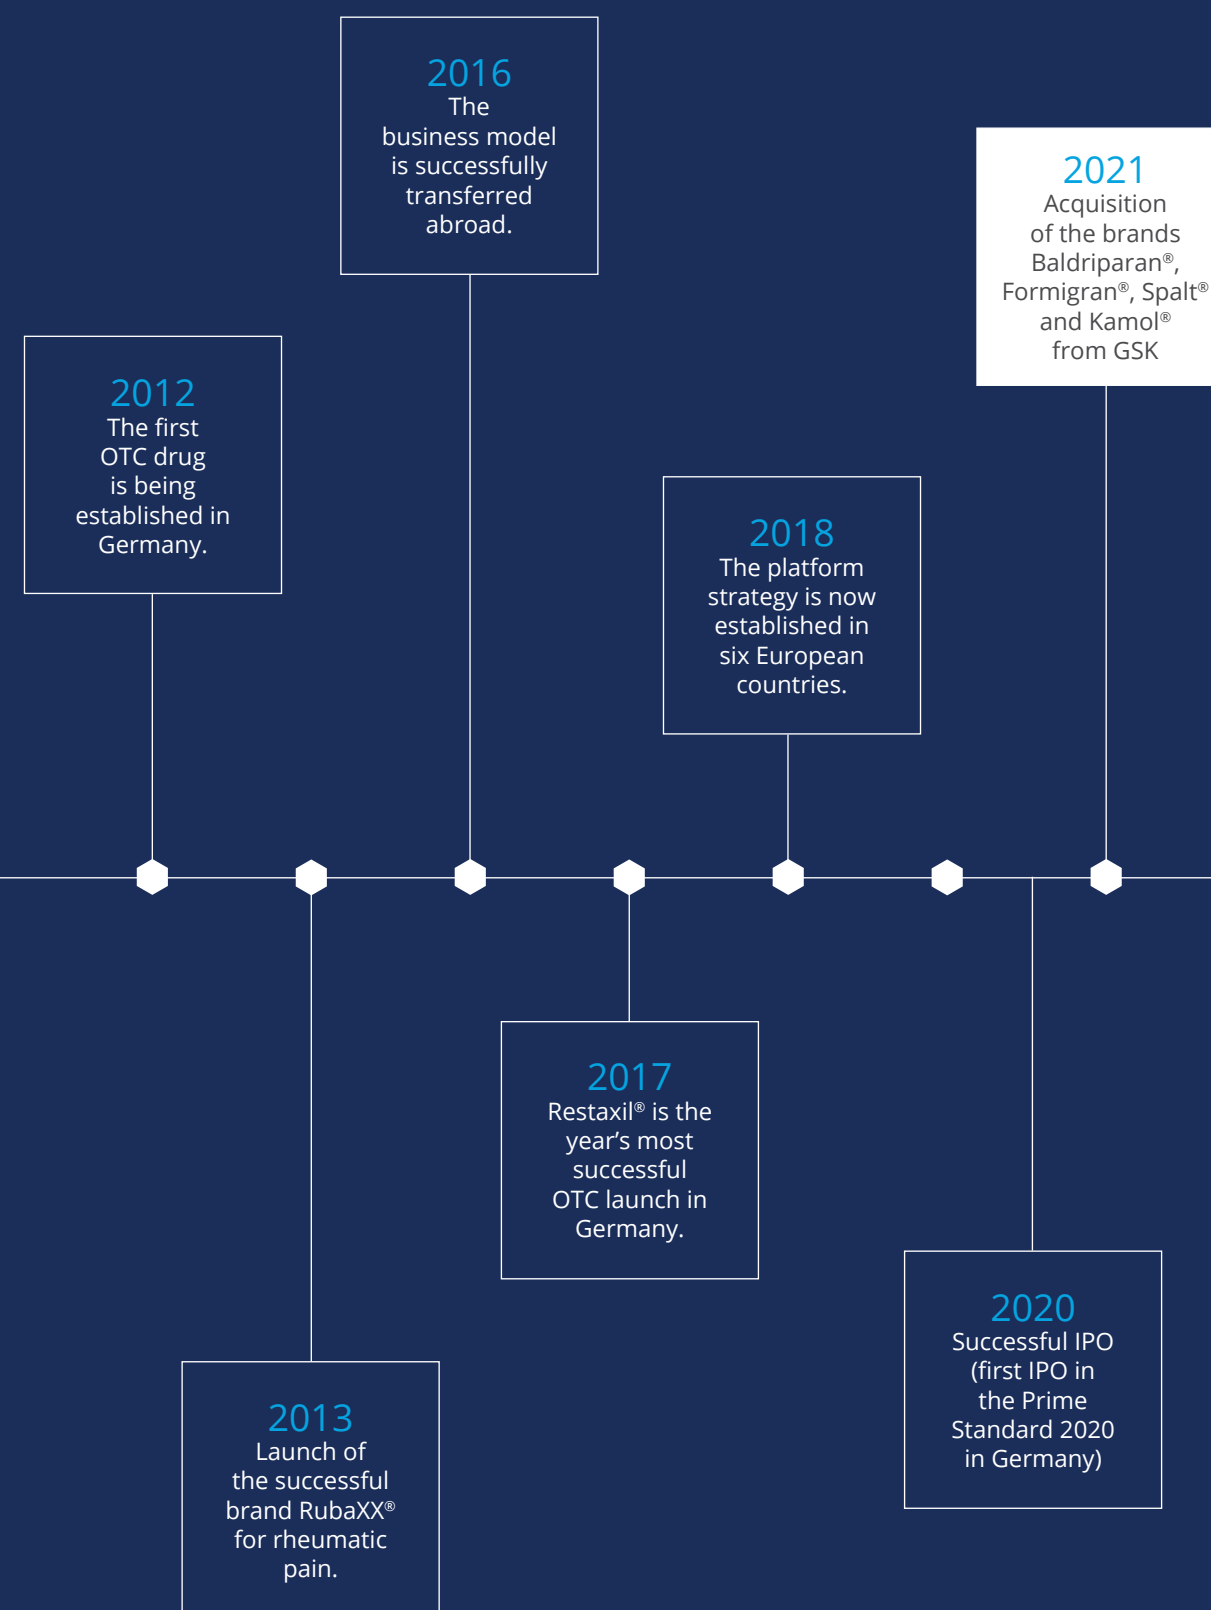 2016
The
business model
is successfully
transferred
abroad.
2021
Acquisition
of the brands
Baldriparan®,
Formigran®, Spalt®
and Kamol®
from GSK
2012
The first
OTC drug
is being
established in
Germany.
2018
The platform
strategy is now
established in
six European
countries.
2017
Restaxil® is the
year’s most
successful
OTC launch in
Germany.
2020
Successful IPO
(first IPO in
the Prime
Standard 2020
in Germany)
2013
Launch of
the successful
brand RubaXX®
for rheumatic
pain.